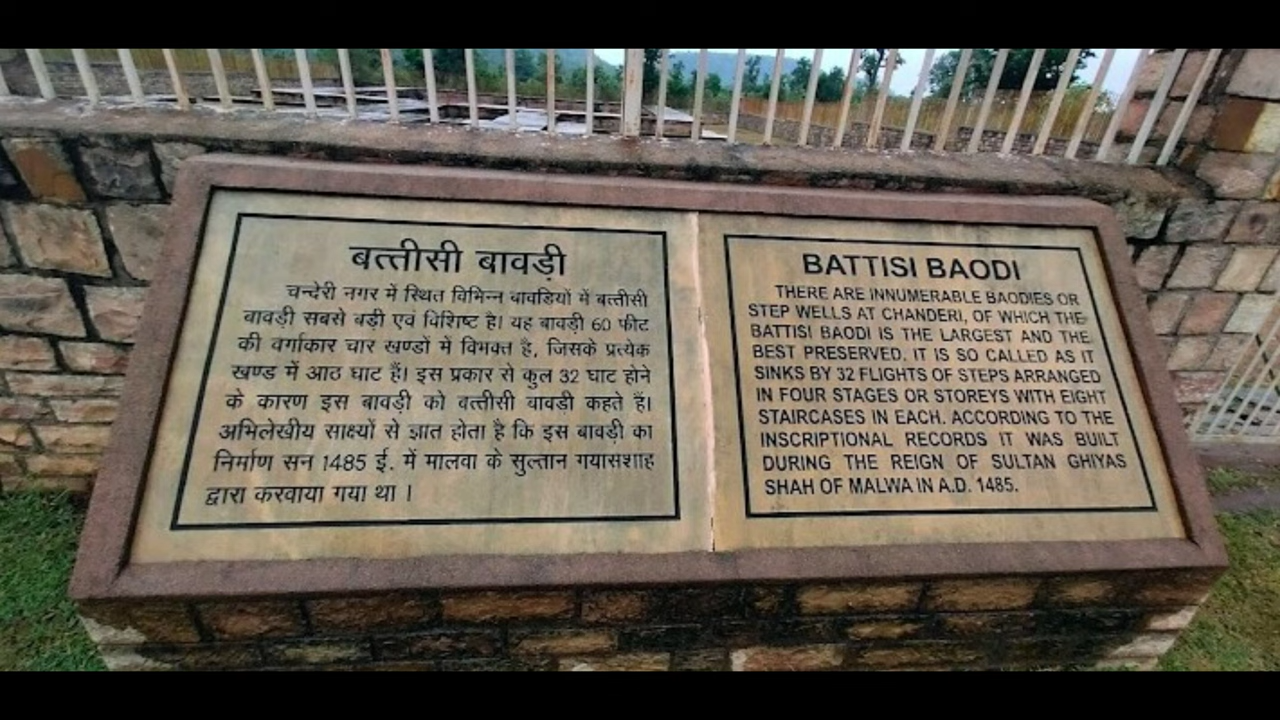 बत्तीसी बावड़ी
चन्देरी नगर में स्थित विभिन्न बावडियों में बत्तीसी
बावड़ी सबसे बड़ी एवं विशिष्ट है। यह बावड़ी 60 फीट
की वर्गाकार चार खण्डों में विभक्त है, जिसके प्रत्येक
खण्ड में आठ घाट हैं। इस प्रकार से कुल 32 घाट होने
के कारण इस बावड़ी को बत्तीसी बावडी कहते हैं।
अभिलेखीय साक्ष्यों से ज्ञात होता है कि इस बावड़ी का
निर्माण सन 1485 ई. में मालवा के सुल्तान गयासशाह
द्वारा करवाया गया था ।
BATTISI BAODI
THERE ARE INNUMERABLE BAODIES OR
STEP WELLS AT CHANDERI, OF WHICH THE
BATTISI BAODI IS THE LARGEST AND THE
BEST PRESERVED. IT IS SO CALLED AS IT
SINKS BY 32 FLIGHTS OF STEPS ARRANGED
IN FOUR STAGES OR STOREYS WITH EIGHT
STAIRCASES IN EACH. ACCORDING TO THE
INSCRIPTIONAL RECORDS IT WAS BUILT
DURING THE REIGN OF SULTAN GHIYAS
SHAH OF MALWA IN A.D. 1485.